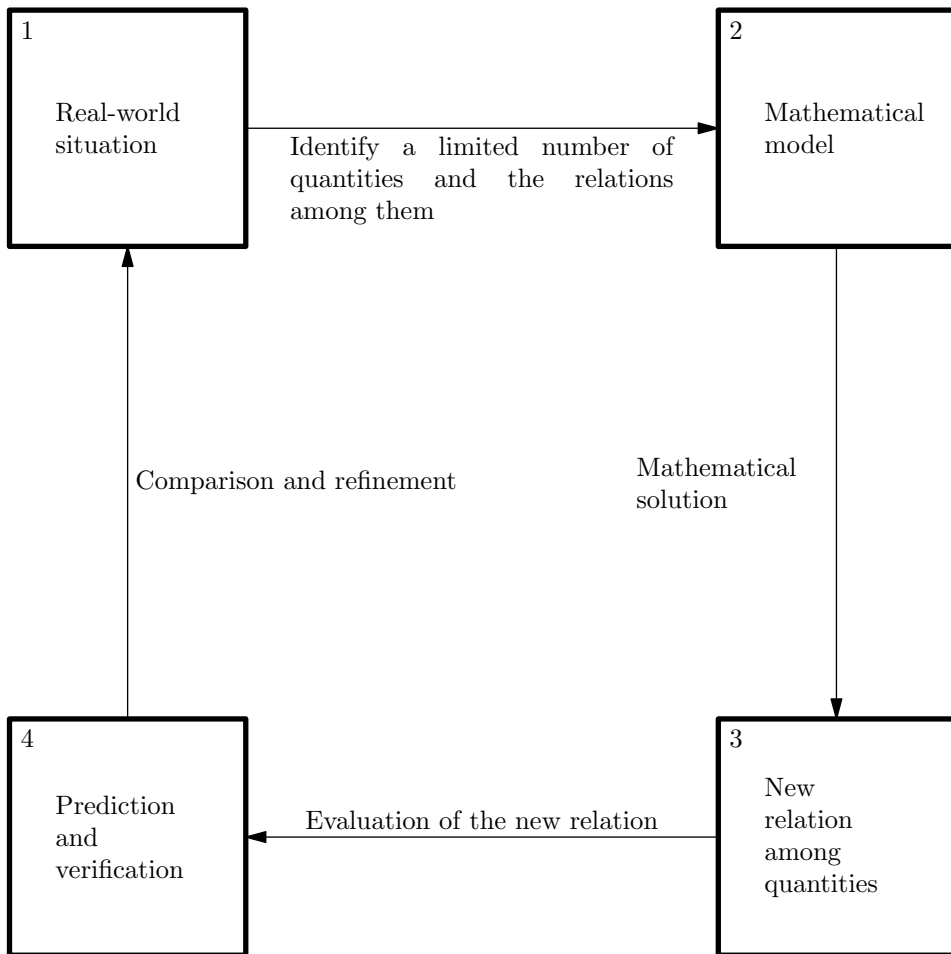 1
Real-world
situation
Identify a limited number of
quantities and the relations
among them
2
Mathematical
model
Mathematical
solution
3
New
relation
among
quantities
Evaluation of the new relation
4
Prediction
and
verification
Comparison and refinement